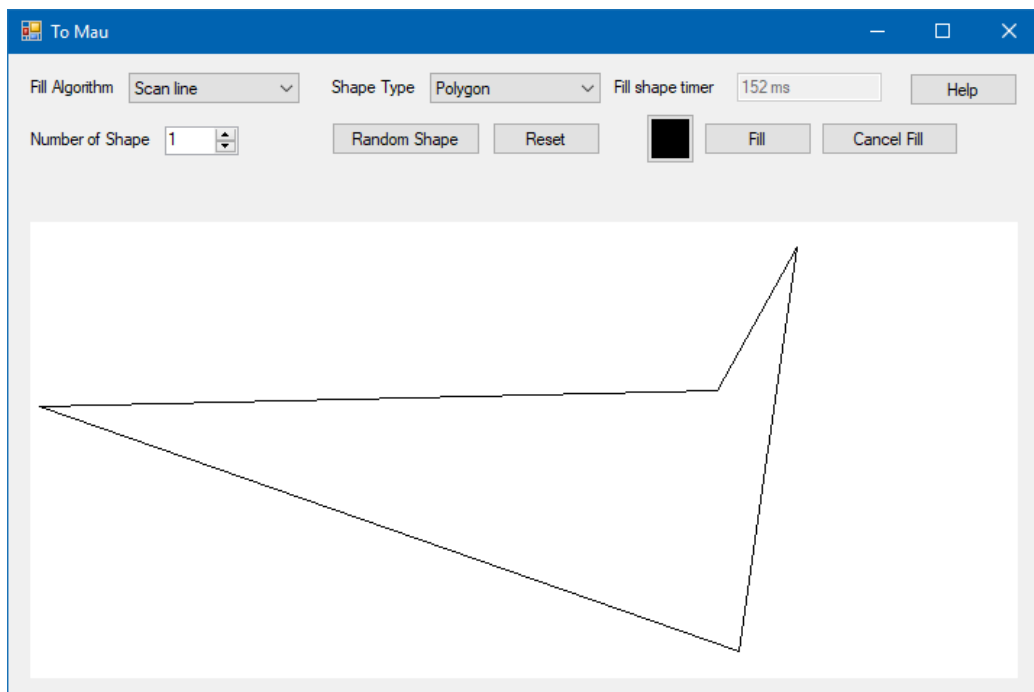 To Mau
Fill Algorithm Scan line Shape Type Polygon Fill shape timer 152 ms Help
Number of Shape 1 Random Shape Reset Fill Cancel Fill